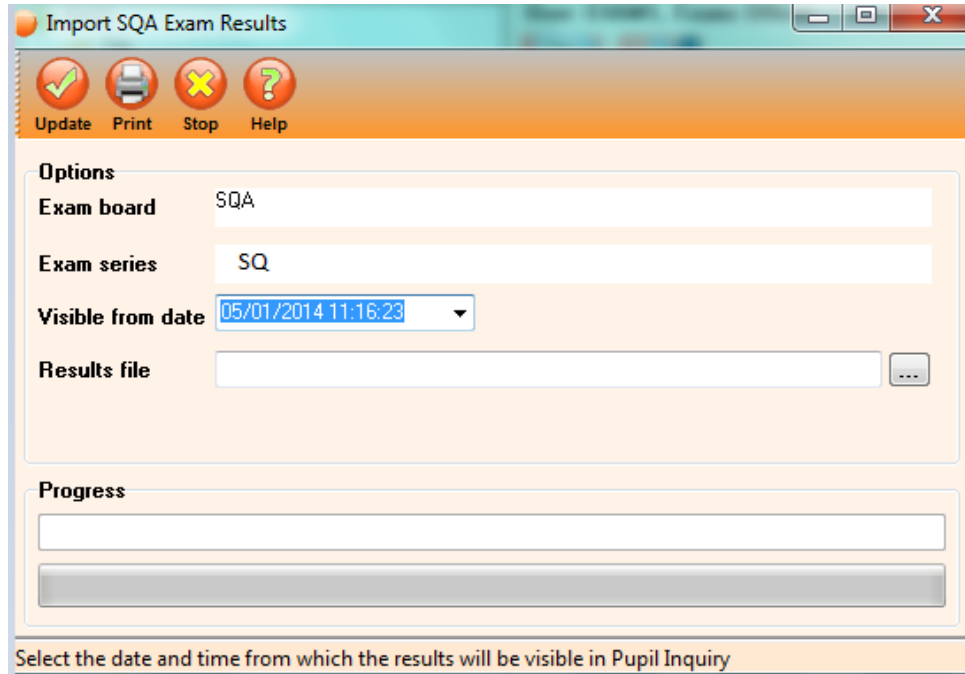 Import SQA Exam Results
Update Print Stop Help
Options
Exam board SQA
Exam series SQ
Visible from date 05/01/2014 11:16:23
Results file ...
Progress
Select the date and time from which the results will be visible in Pupil Inquiry